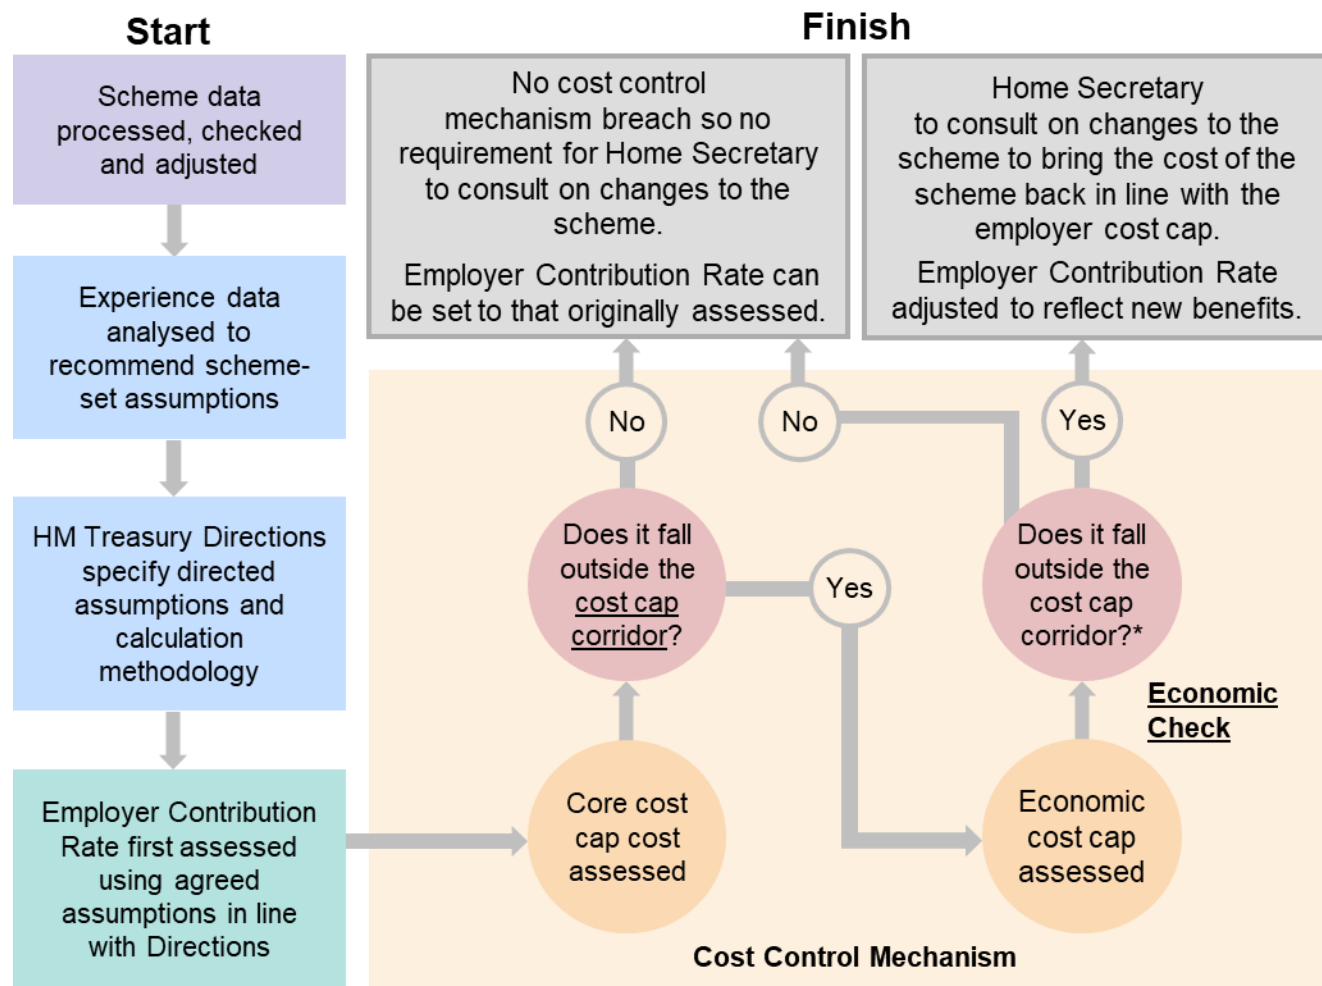 Start
Scheme data
processed, checked
and adjusted
Experience data
analysed to
recommend scheme-
set assumptions
HM Treasury Directions
specify directed
assumptions and
calculation
methodology
Employer Contribution
Rate first assessed
using agreed
assumptions in line
with Directions
Finish
No cost control
mechanism breach so no
requirement for Home Secretary
to consult on changes to the
scheme.
Employer Contribution Rate can
be set to that originally assessed.
Home Secretary
to consult on changes to the
scheme to bring the cost of the
scheme back in line with the
employer cost cap.
Employer Contribution Rate
adjusted to reflect new benefits.
No
No
Yes
Does it fall
outside the
cost cap
corridor?
Yes
Does it fall
outside the
cost cap
corridor?*
Economic
Check
Core cost
cap cost
assessed
Economic
cost cap
assessed
Cost Control Mechanism